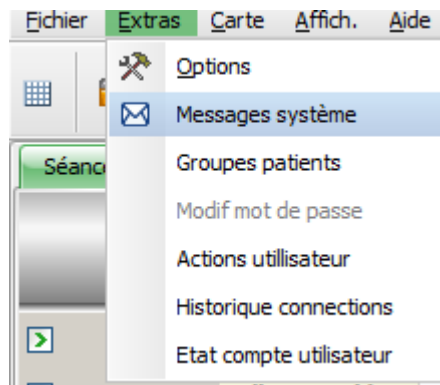 Fichier Extras Carte Affich. Aide
Options
Messages système
Séanc
Groupes patients
Modif mot de passe
Actions utilisateur
Historique connections
Etat compte utilisateur